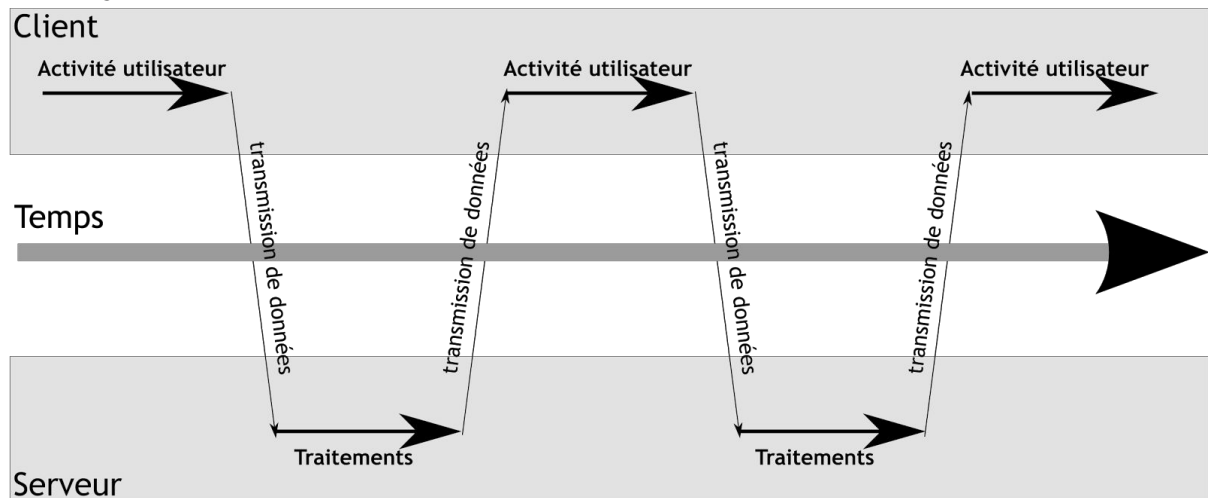 Client
Activité utilisateur
Activité utilisateur
Activité utilisateur
transmission de données
transmission de données
transmission de données
transmission de données
Temps
Traitements
Traitements
Serveur